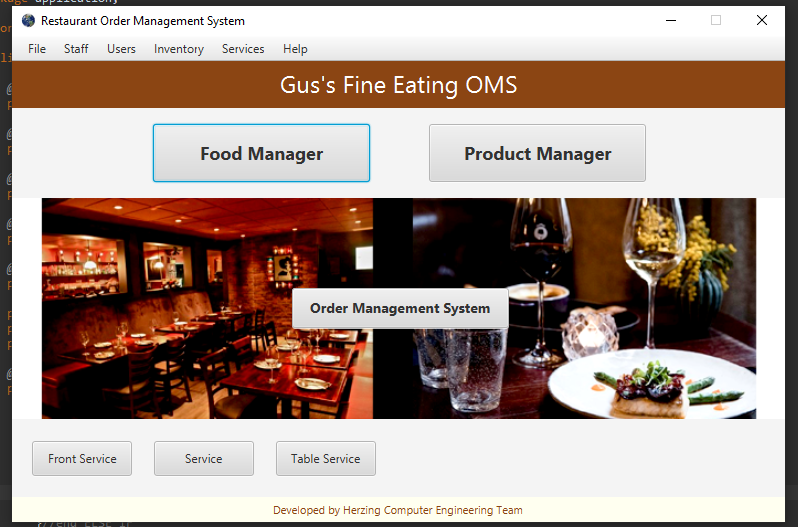 Restaurant Order Management System
File Staff Users Inventory Services Help
Gus's Fine Eating OMS
Food Manager Product Manager
Order Management System
Front Service Service Table Service
Developed by Herzing Computer Engineering Team